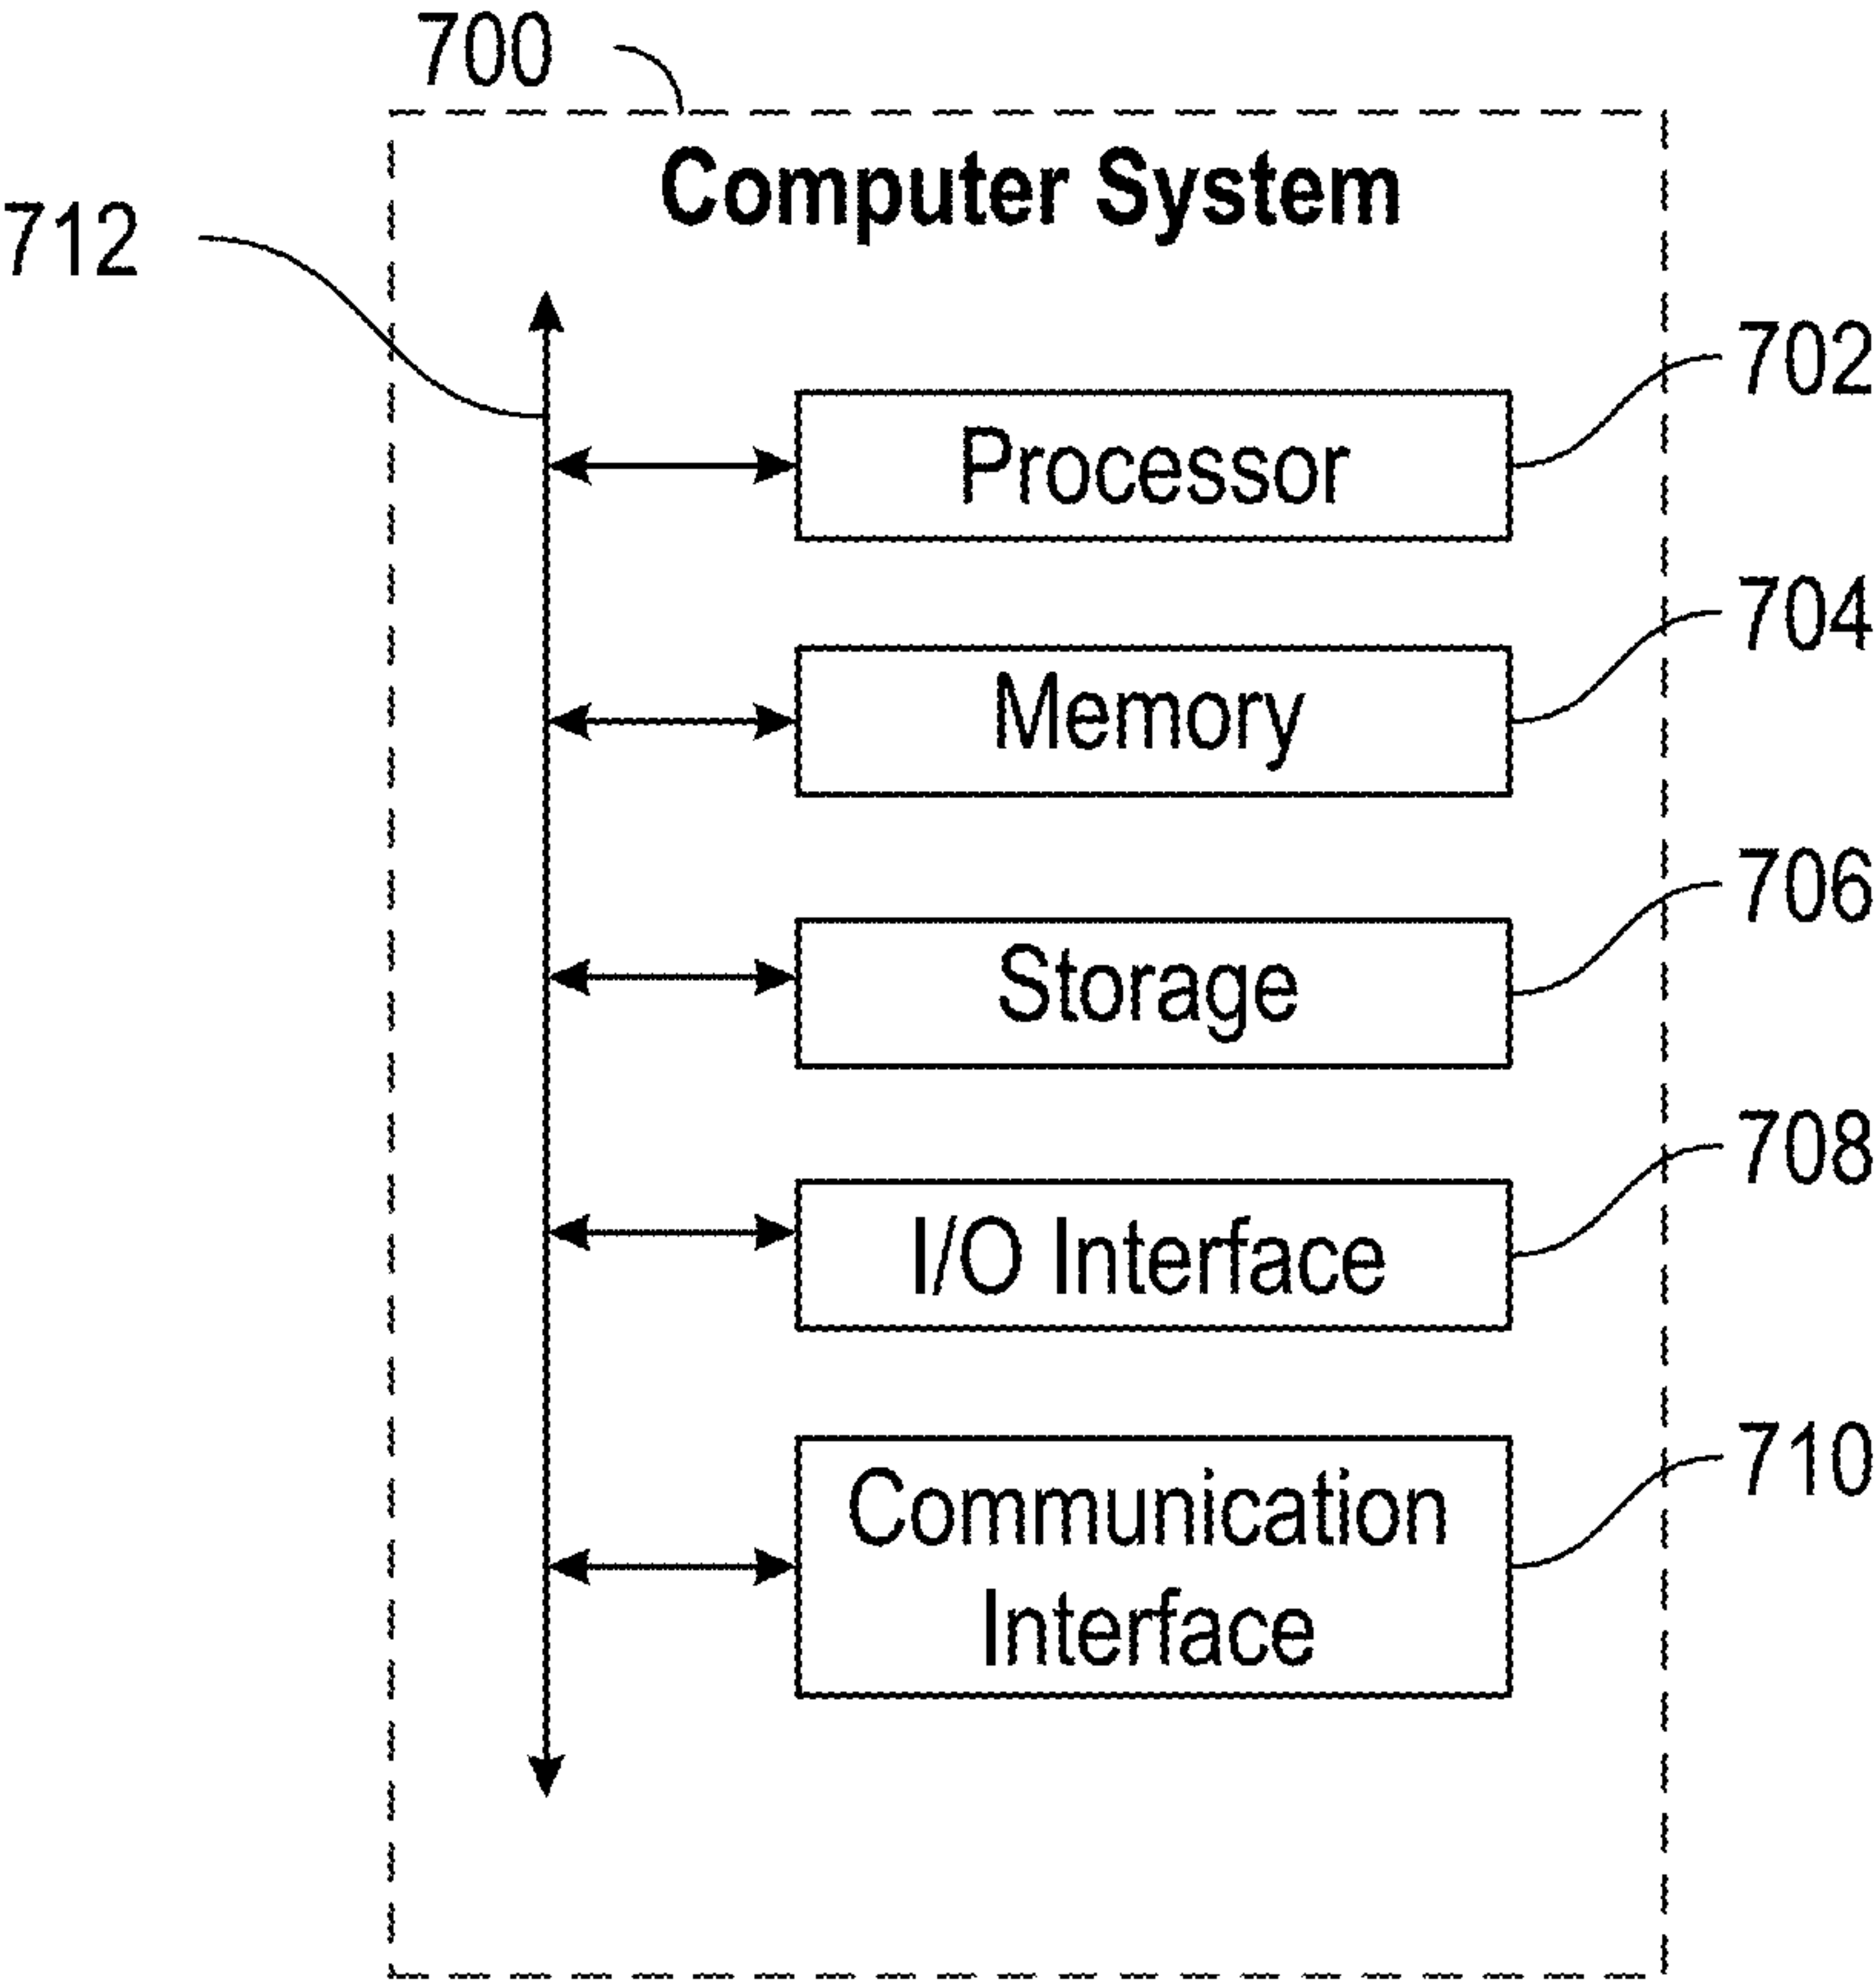 700
Computer System
712
702
Processor
704
Memory
706
Storage
708
I/O Interface
710
Communication
Interface